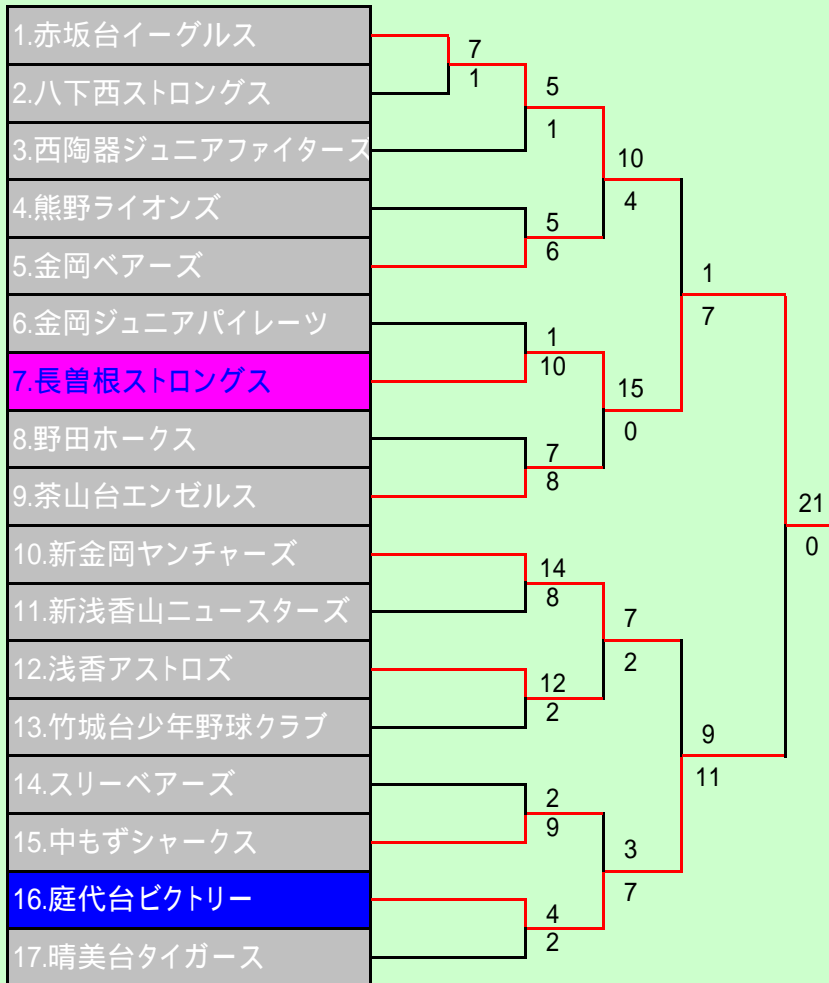 1.赤坂台イーグルス
2.八下西ストロングス
3.西陶器ジュニアファイターズ
4.熊野ライオンズ
5.金岡ベアーズ
6.金岡ジュニアパイレーツ
7.長曽根ストロングス
8.野田ホークス
9.茶山台エンゼルス
10.新金岡ヤンチャーズ
11.新浅香山ニュースターズ
12.浅香アストロズ
13.竹城台少年野球クラブ
14.スリーベアーズ
15.中もずシャークス
16.庭代台ビクトリー
17.晴美台タイガース
7
1
5
6
1
10
7
8
14
8
12
2
2
9
4
2
5
1
15
0
7
2
3
7
10
4
1
7
9
11
21
0